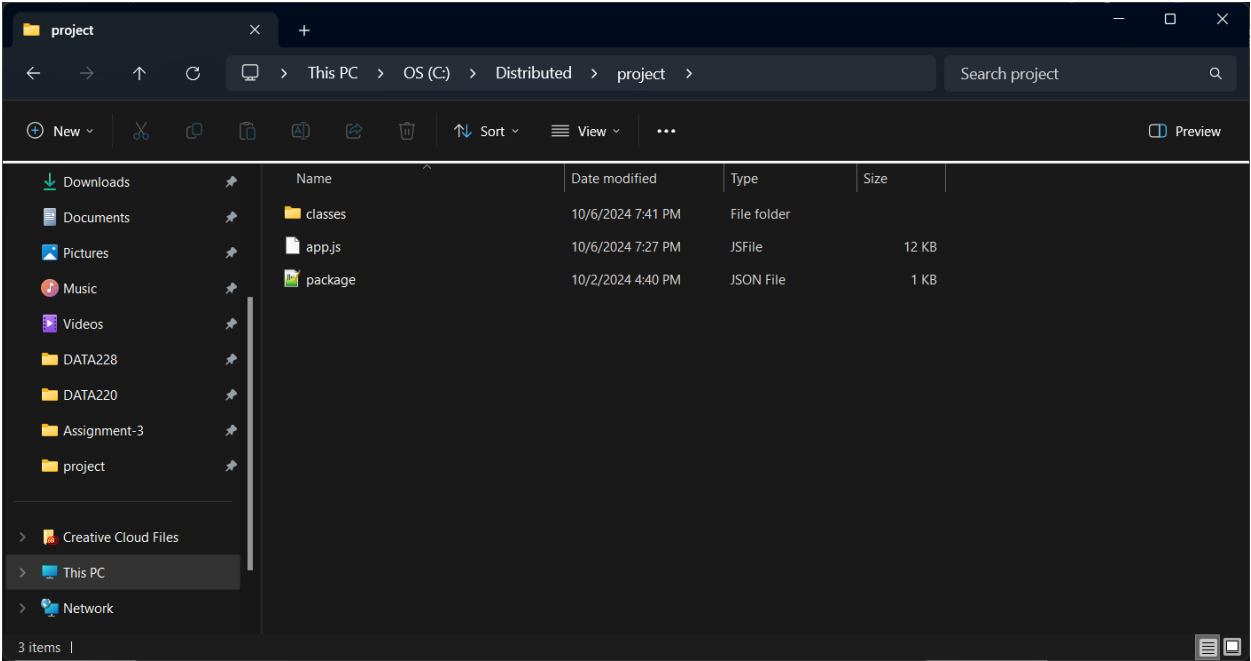 project
This PC > OS (C:) > Distributed > project >
Search project
New
Sort
View
Preview
Name Date modified Type Size
classes 10/6/2024 7:41 PM File folder
app.js 10/6/2024 7:27 PM JSFile 12 KB
package 10/2/2024 4:40 PM JSON File 1 KB
Downloads
Documents
Pictures
Music
Videos
DATA228
DATA220
Assignment-3
project
Creative Cloud Files
This PC
Network
3 items